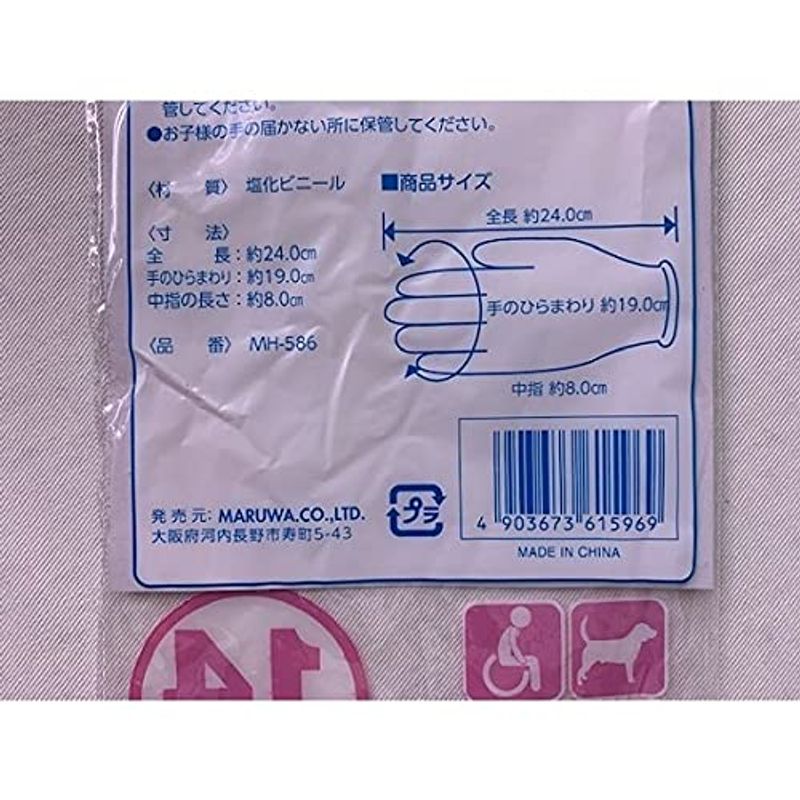 管してください。
●お子様の手の届かない所に保管してください。
〈材　質〉 塩化ビニール
〈寸　法〉
全　　長：約24.0㎝
手のひらまわり：約19.0㎝
中指の長さ：約8.0㎝
〈品　番〉 MH-586
■商品サイズ
全長 約24.0㎝
手のひらまわり 約19.0㎝
中指 約8.0㎝
発売元: MARUWA.CO.,LTD.
大阪府河内長野市寿町5-43
プラ
4 903673 615969
MADE IN CHINA
14